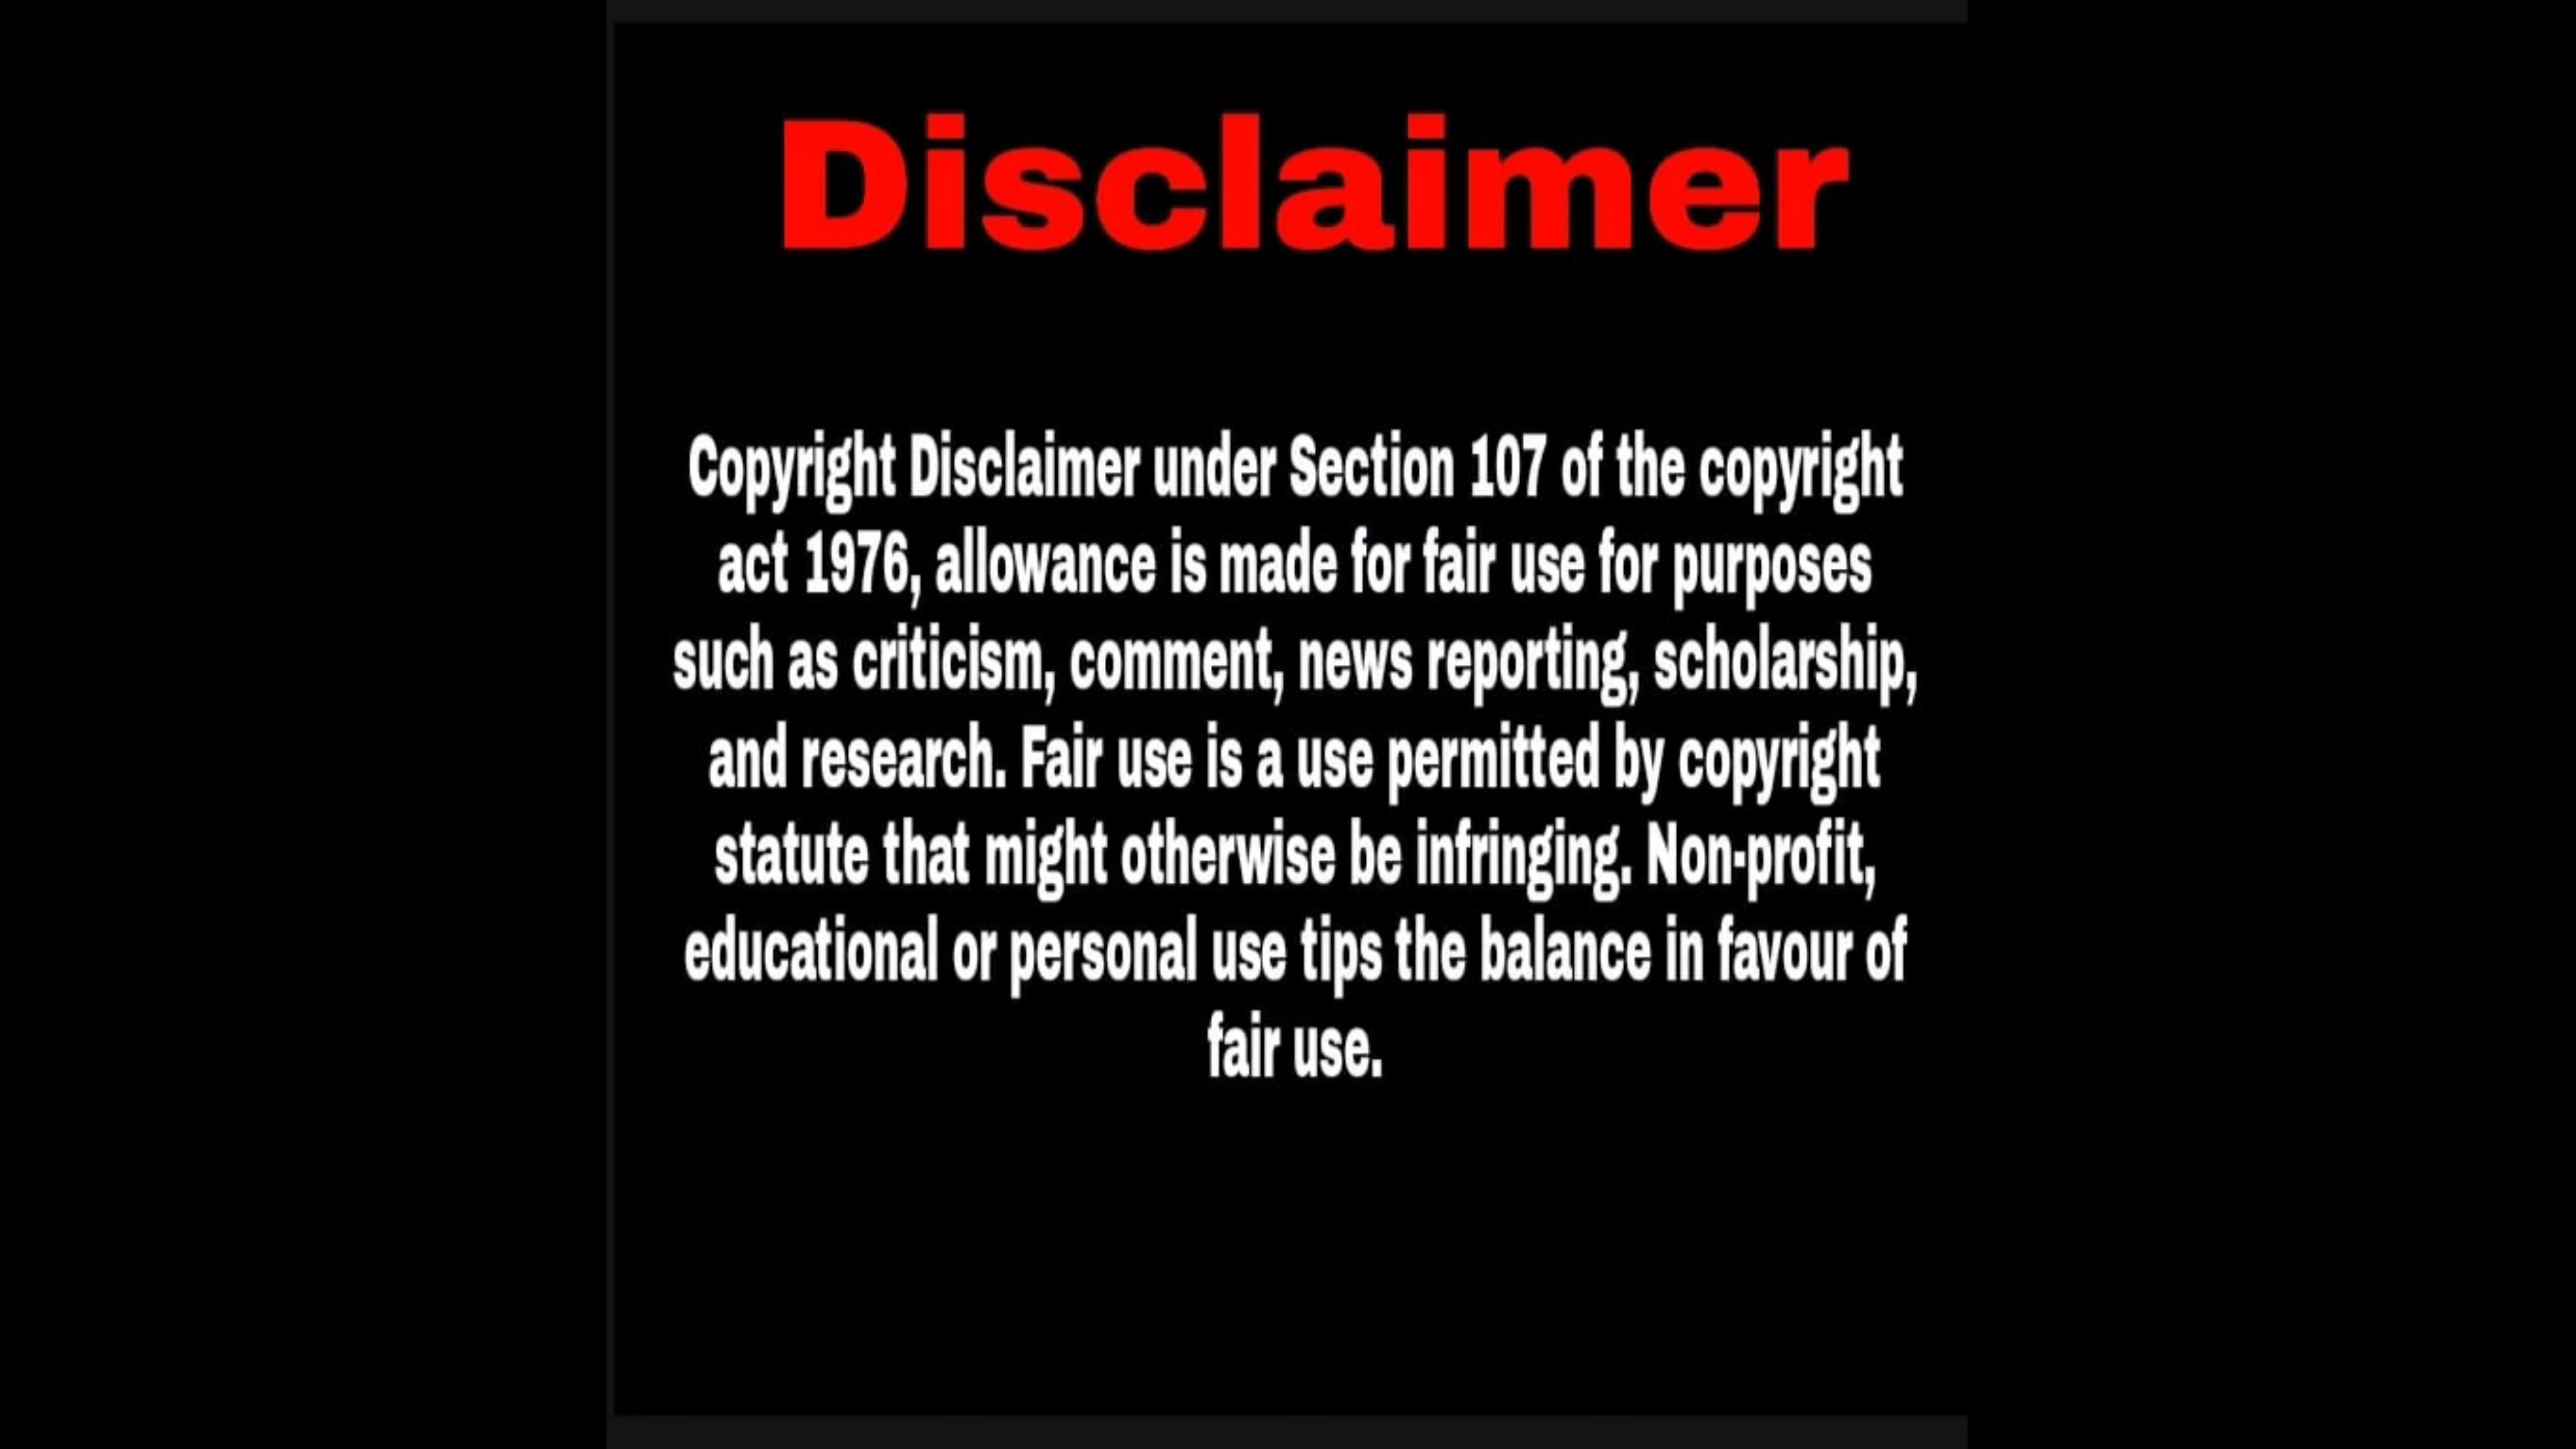 Disclaimer
Copyright Disclaimer under Section 107 of the copyright
act 1976, allowance is made for fair use for purposes
such as criticism, comment, news reporting, scholarship,
and research. Fair use is a use permitted by copyright
statute that might otherwise be infringing. Non-profit,
educational or personal use tips the balance in favour of
fair use.